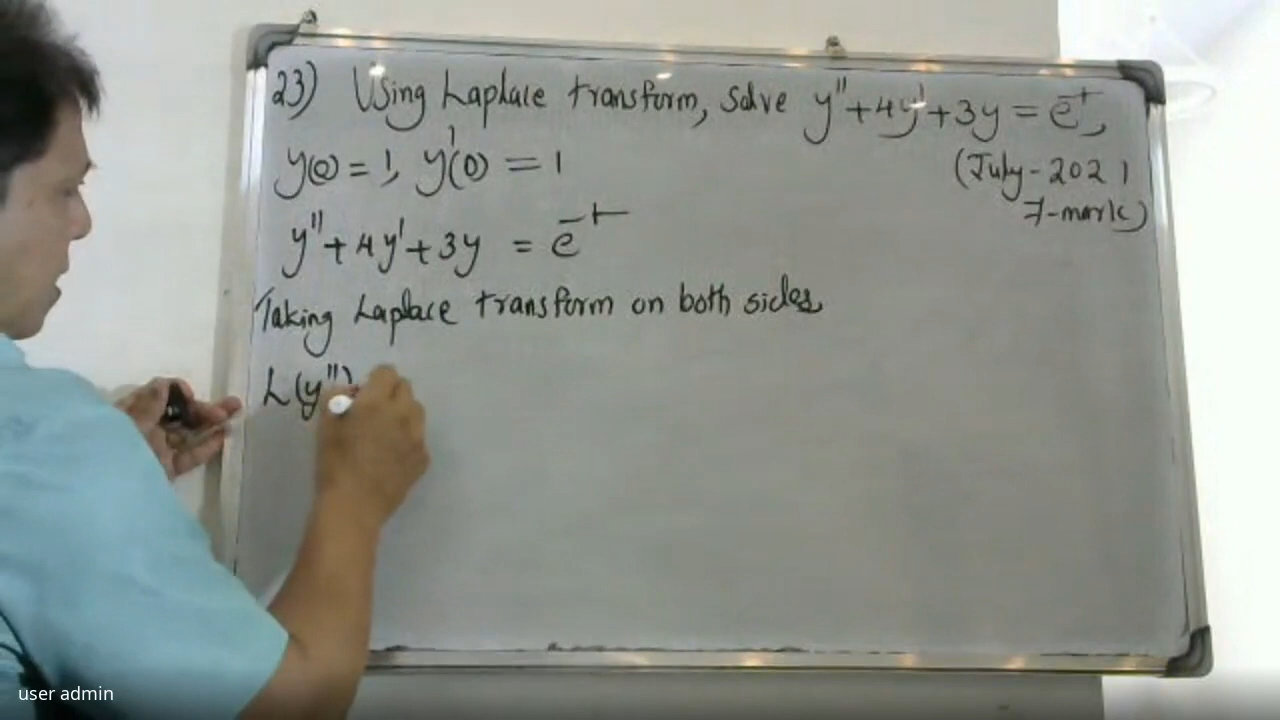 23) Using Laplace transform, solve y''+4y'+3y = e^-t,
y(0)=1, y'(0)=1
(July-2021
7-mark)
y''+4y'+3y = e^-t
Taking Laplace transform on both sides,
L(y'')
user admin